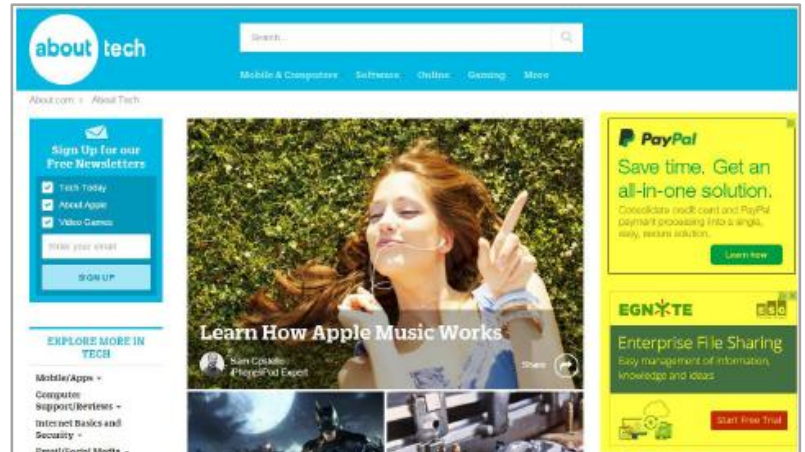 about tech
Search...
Mobile & Computers Software Online Gaming More
About.com > About Tech
Sign Up for our
Free Newsletters
Tech Today
About Apple
Video Games
Enter your email
SIGN UP
EXPLORE MORE IN
TECH
Mobile/Apps
Computer
Support/Reviews
Internet Basics and
Security
Email/Social Media
Learn How Apple Music Works
Sam Costello
iPhone/iPod Expert
Share
PayPal
Save time. Get an
all-in-one solution.
Consolidate credit card and PayPal
payment processing into a single,
easy, secure solution.
Learn how
EGNYTE
ESG
Enterprise File Sharing
Easy management of information,
knowledge and ideas
Start Free Trial